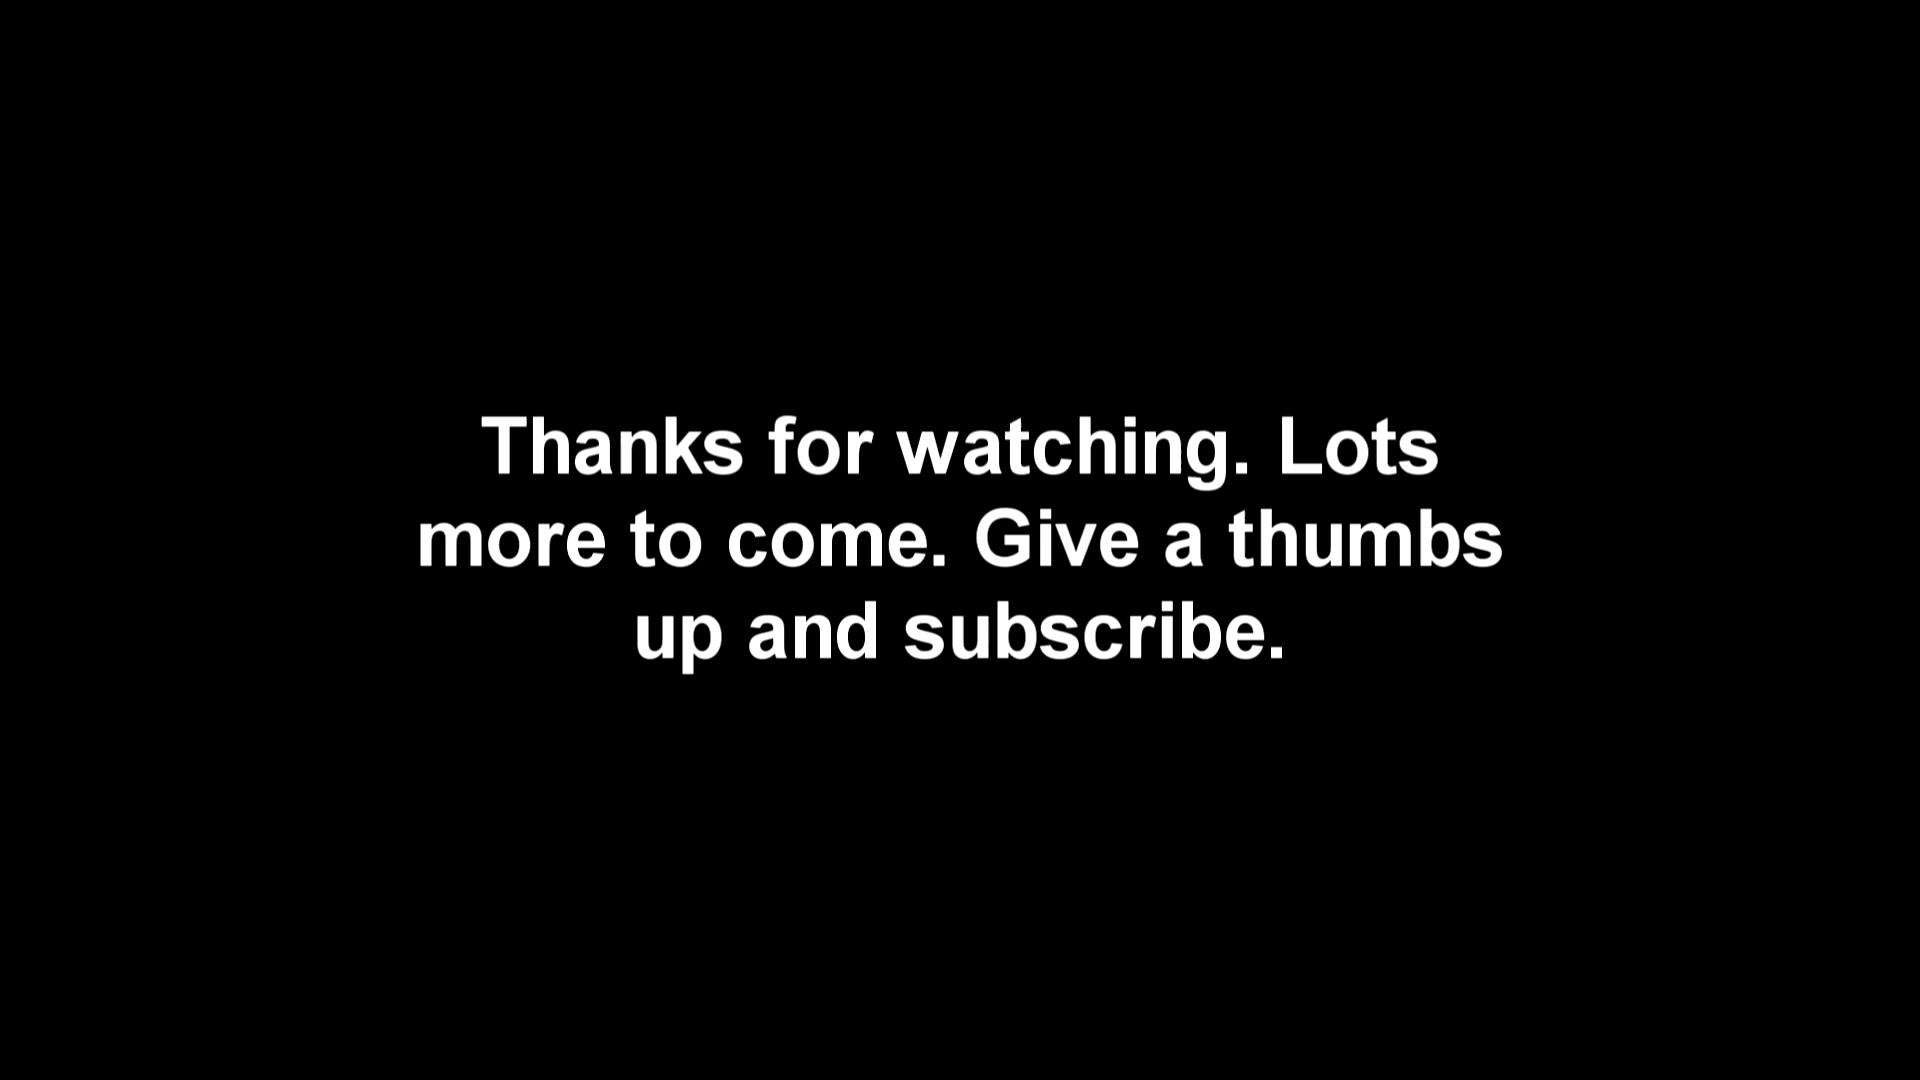 Thanks for watching. Lots
more to come. Give a thumbs
up and subscribe.